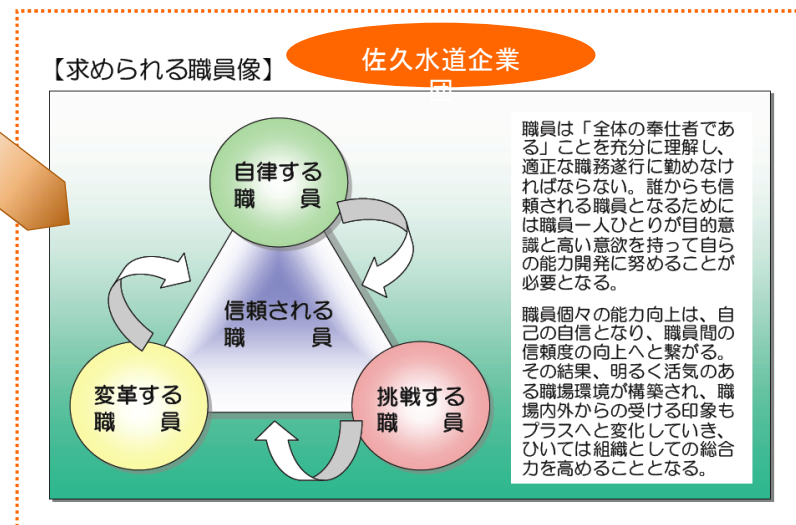 【求められる職員像】
佐久水道企業
団
自律する
職　員
信頼される
職　員
変革する
職　員
挑戦する
職　員
職員は「全体の奉仕者であ
る」ことを充分に理解し、
適正な職務遂行に勤めなけ
ればならない。誰からも信
頼される職員となるために
は職員一人ひとりが目的意
識と高い意欲を持って自ら
の能力開発に努めることが
必要となる。
職員個々の能力向上は、自
己の自信となり、職員間の
信頼度の向上へと繋がる。
その結果、明るく活気のあ
る職場環境が構築され、職
場内外からの受ける印象も
プラスへと変化していき、
ひいては組織としての総合
力を高めることとなる。